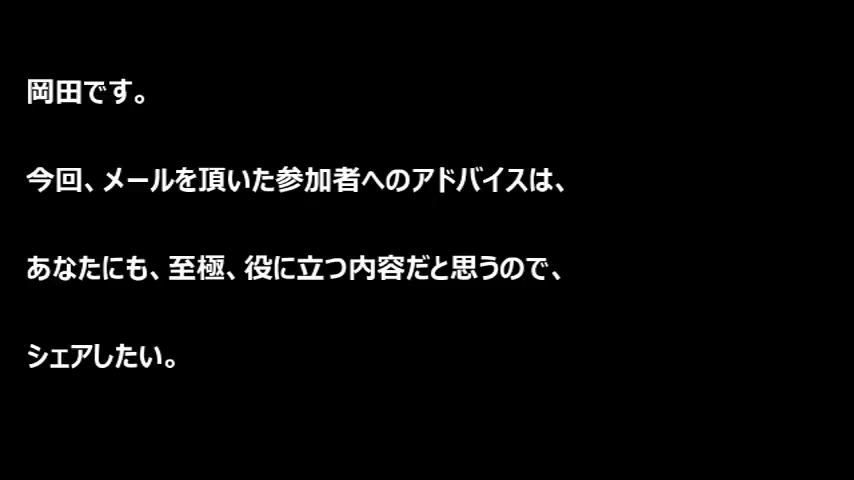 岡田です。
今回、メールを頂いた参加者へのアドバイスは、
あなたにも、至極、役に立つ内容だと思うので、
シェアしたい。